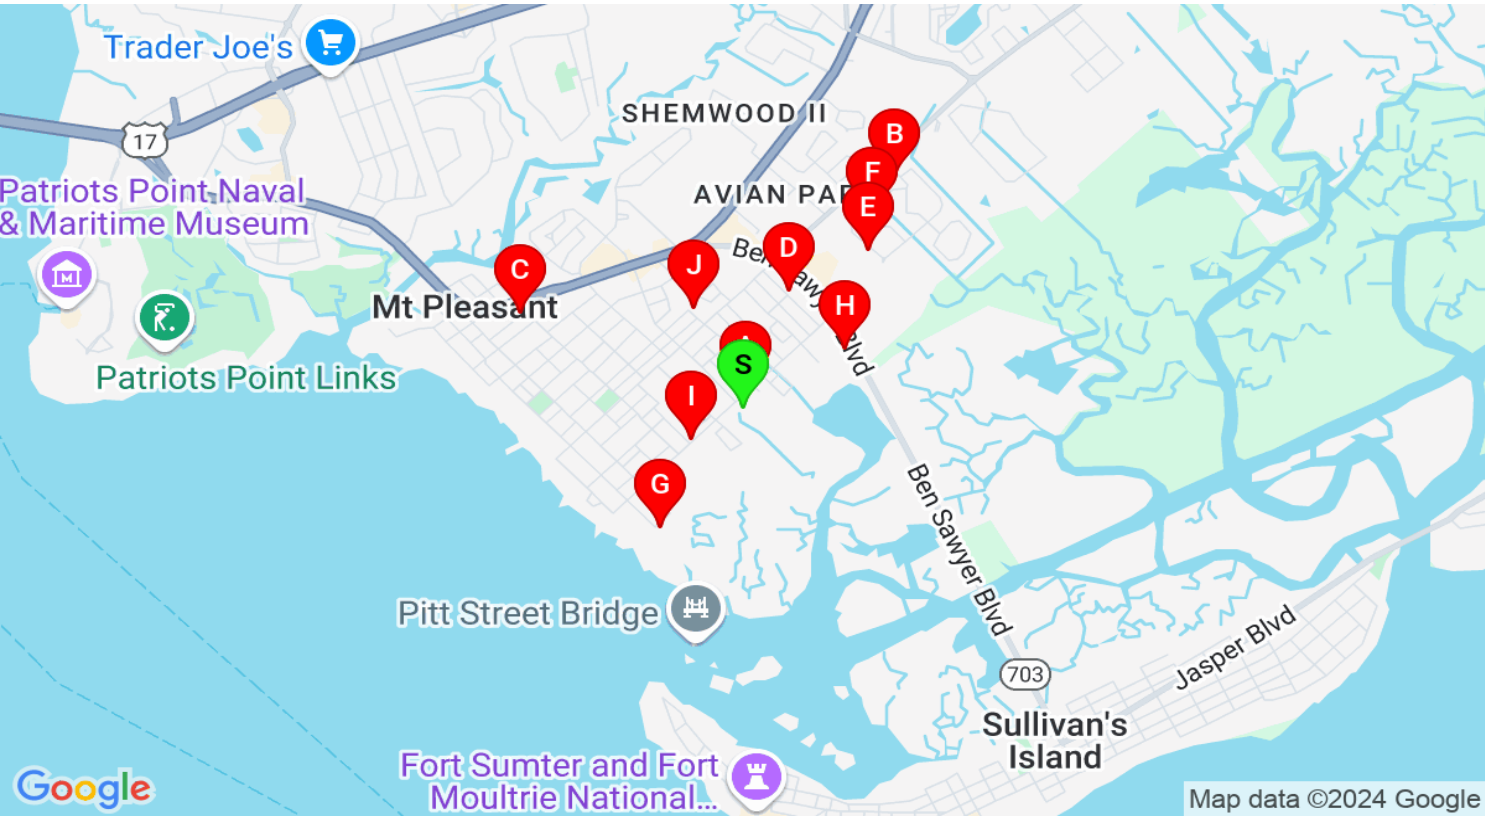 Trader Joe's
17
SHEMWOOD II
B
F
Patriots Point Naval
& Maritime Museum
AVIAN PA
E
D
Ben Sawy
Blvd
C
J
H
Mt Pleasant
S
Patriots Point Links
I
G
Ben Sawyer Blvd
Pitt Street Bridge
Jasper Blvd
703
Sullivan's
Island
Fort Sumter and Fort
Moultrie National...
Google
Map data ©2024 Google